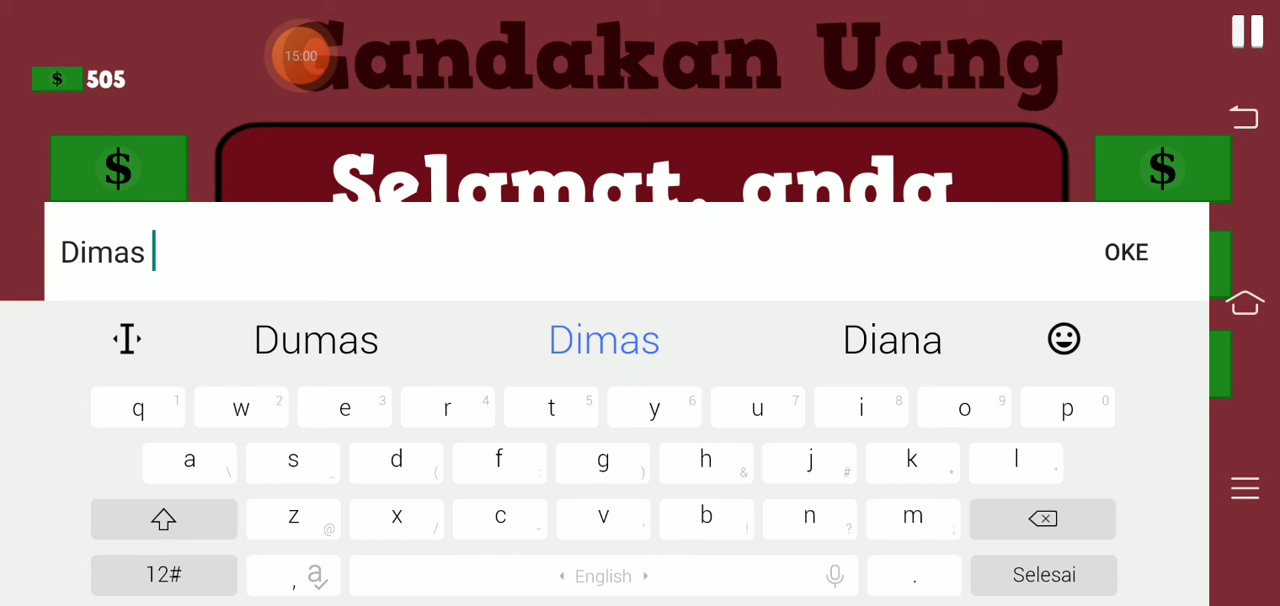 Gandakan Uang
15:00
$ 505
$ $
Selamat, anda
Dimas
OKE
Dumas Dimas Diana
q 1 w 2 e 3 r 4 t 5 y 6 u 7 i 8 o 9 p 0
a \ s _ d ( f : g ) h & j # k * l "
z @ x / c - v ' b ! n ? m ;
12# , a English . Selesai